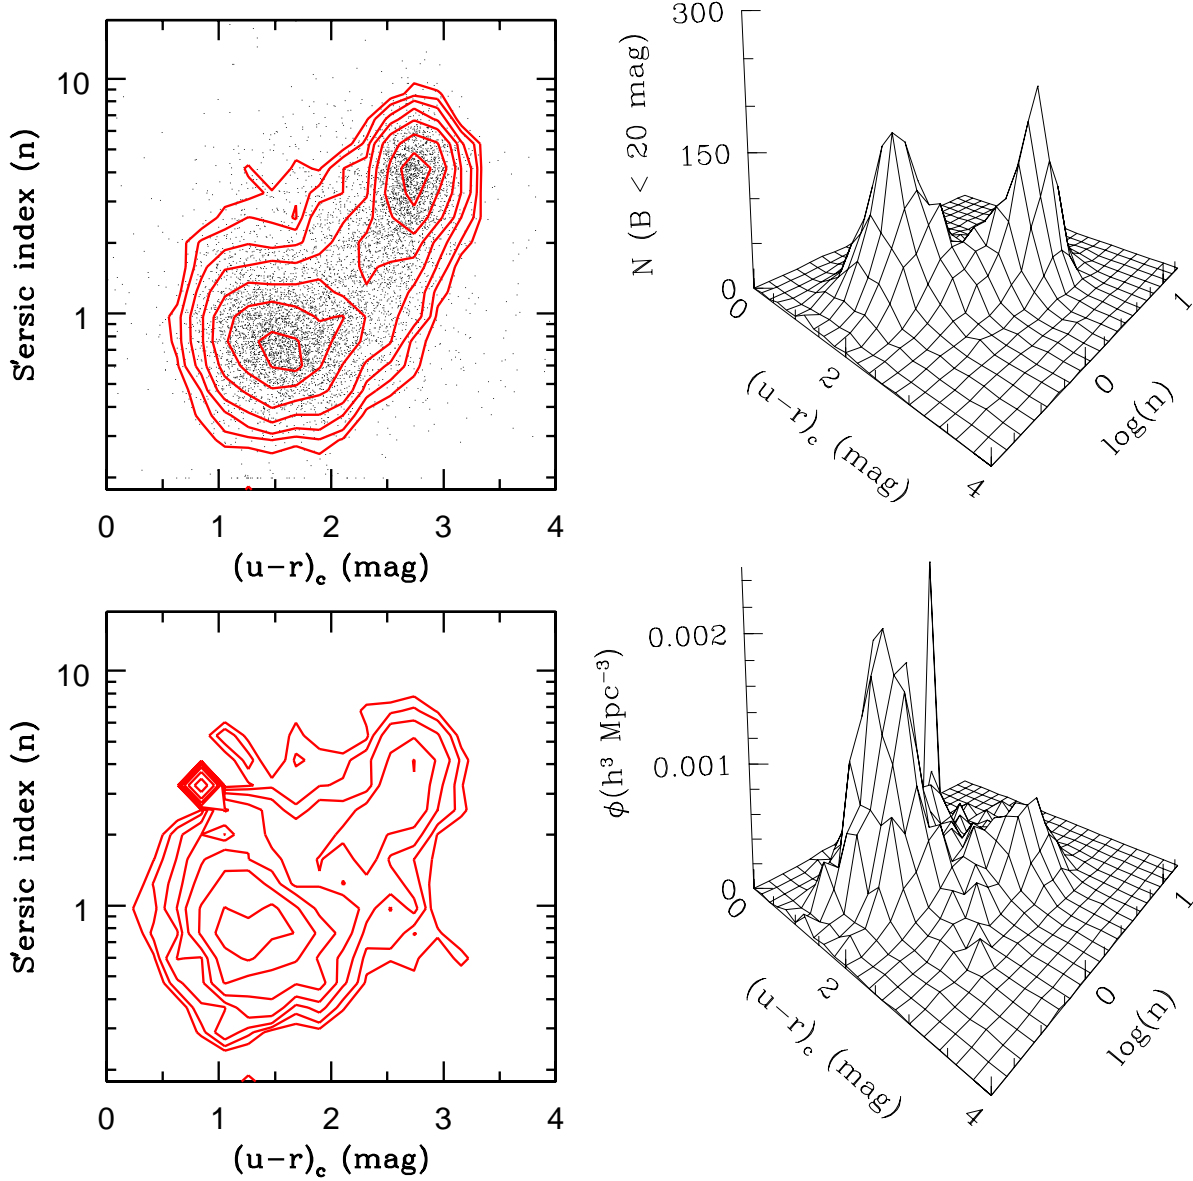 10
1
S'ersic index (n)
0 1 2 3 4
(u−r)c (mag)
300
150
0
N (B < 20 mag)
0 2 4
(u−r)c (mag)
0 1
log(n)
10
1
S'ersic index (n)
0 1 2 3 4
(u−r)c (mag)
0.002
0.001
0
ϕ(h³ Mpc⁻³)
0 2 4
(u−r)c (mag)
0 1
log(n)